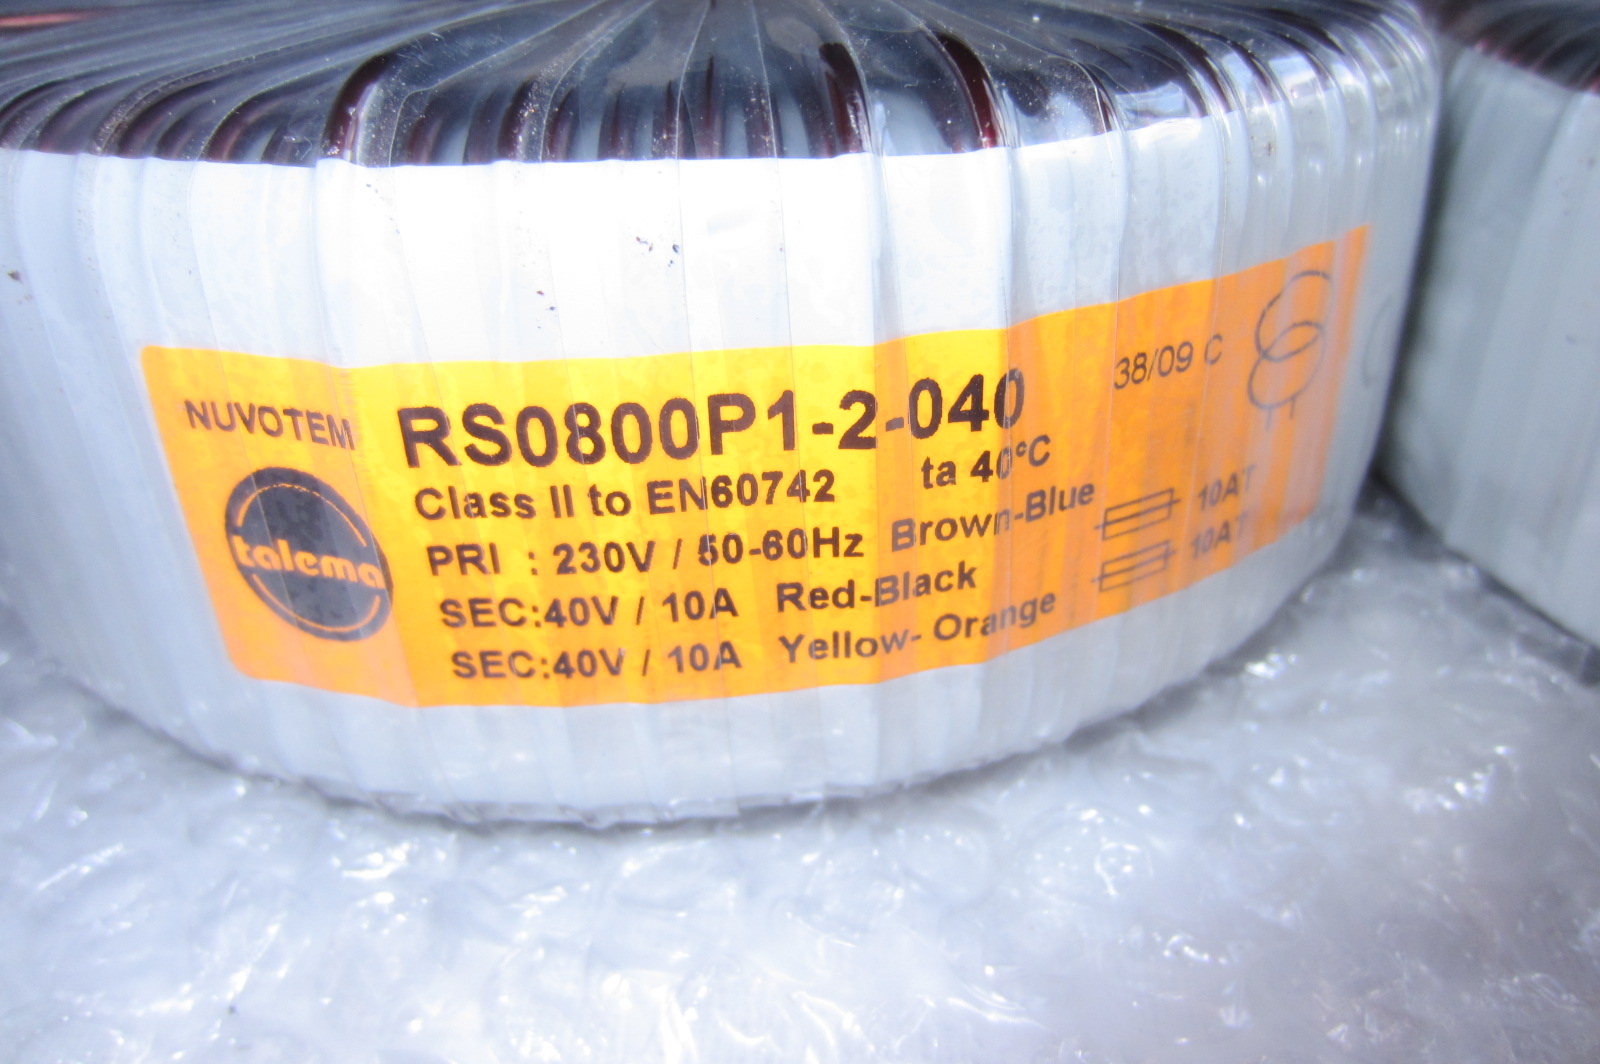 NUVOTEM
talema
RS0800P1-2-040
38/09 C
Class II to EN60742 ta 40°C
PRI : 230V / 50-60Hz Brown-Blue
SEC:40V / 10A Red-Black 10AT
SEC:40V / 10A Yellow- Orange 10AT